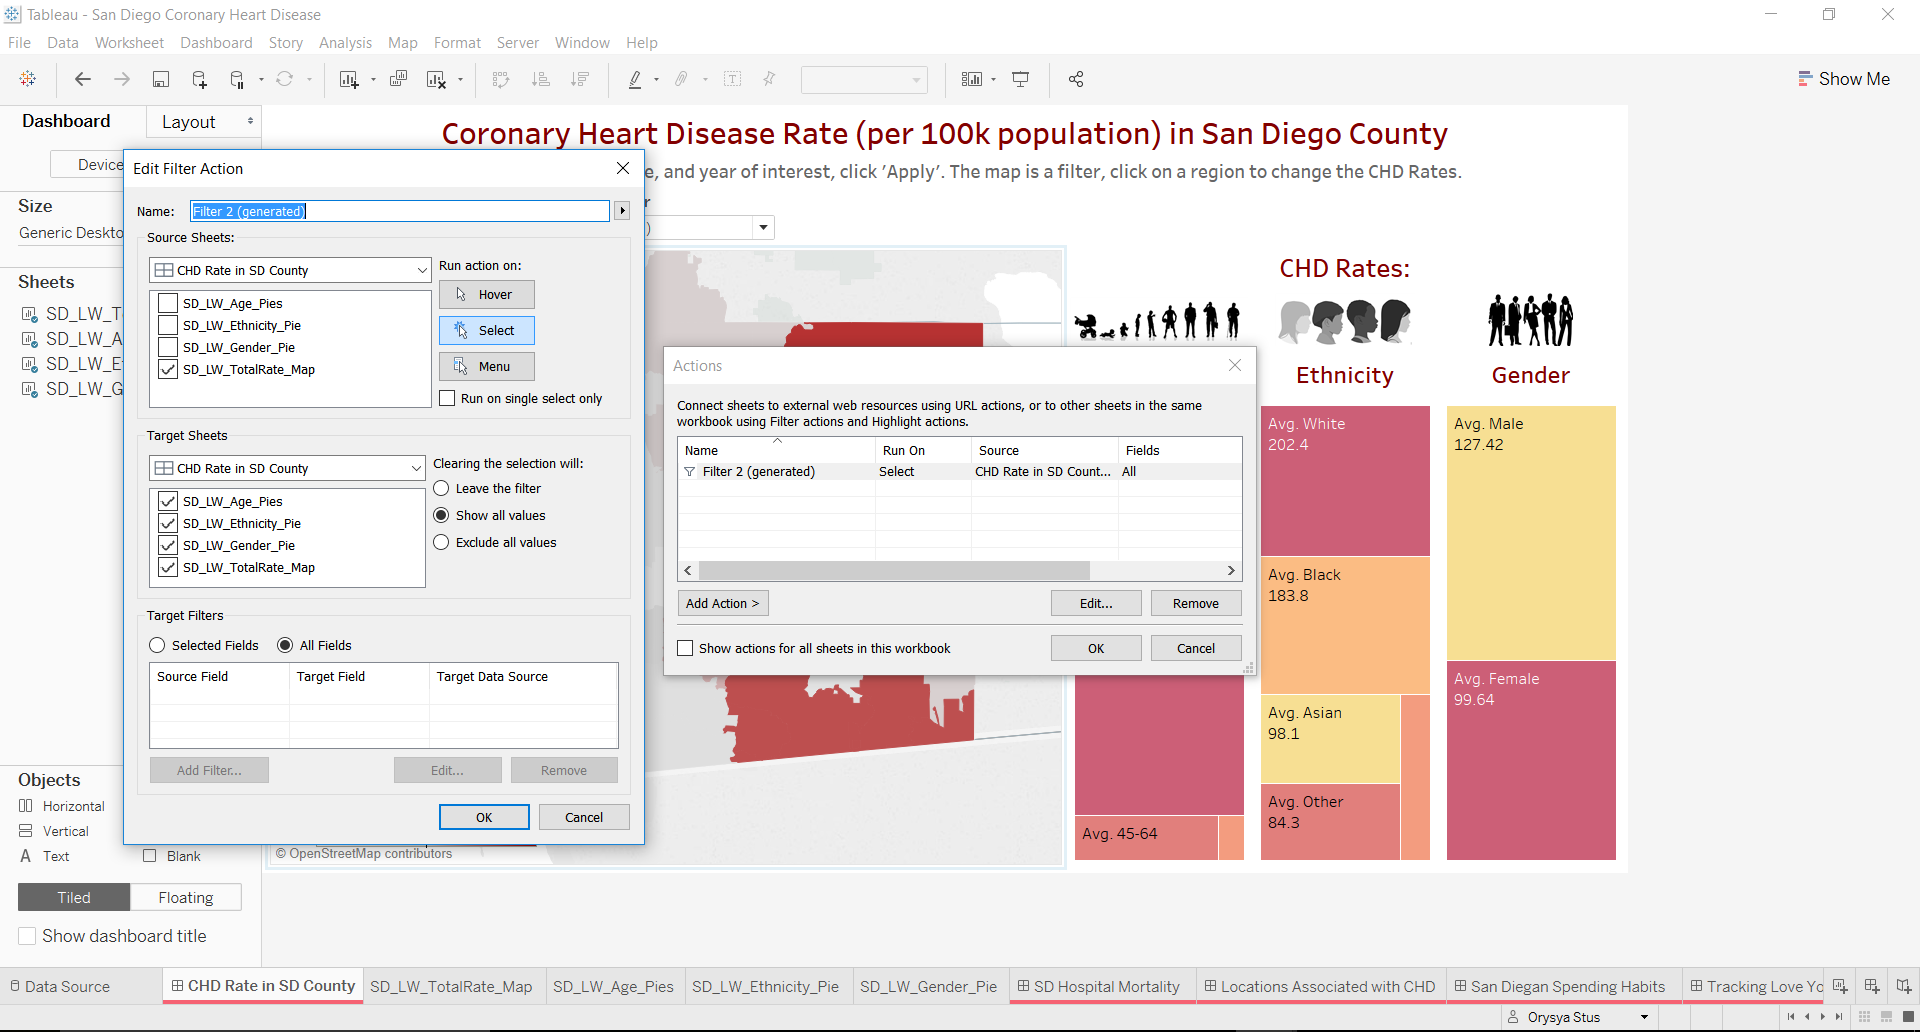 Tableau - San Diego Coronary Heart Disease
File Data Worksheet Dashboard Story Analysis Map Format Server Window Help
Show Me
Dashboard
Layout
Device
Size
Generic Deskto
Sheets
SD_LW_T
SD_LW_A
SD_LW_E
SD_LW_G
Objects
Horizontal
Vertical
A Text
Blank
Tiled
Floating
Show dashboard title
Coronary Heart Disease Rate (per 100k population) in San Diego County
e, and year of interest, click 'Apply'. The map is a filter, click on a region to change the CHD Rates.
r
)
Edit Filter Action
Name:
Filter 2 (generated)
Source Sheets:
CHD Rate in SD County
SD_LW_Age_Pies
SD_LW_Ethnicity_Pie
SD_LW_Gender_Pie
SD_LW_TotalRate_Map
Run action on:
Hover
Select
Menu
Run on single select only
Target Sheets
CHD Rate in SD County
SD_LW_Age_Pies
SD_LW_Ethnicity_Pie
SD_LW_Gender_Pie
SD_LW_TotalRate_Map
Clearing the selection will:
Leave the filter
Show all values
Exclude all values
Target Filters
Selected Fields
All Fields
Source Field
Target Field
Target Data Source
Add Filter...
Edit...
Remove
OK
Cancel
© OpenStreetMap contributors
Actions
Connect sheets to external web resources using URL actions, or to other sheets in the same
workbook using Filter actions and Highlight actions.
Name Run On Source Fields
Filter 2 (generated) Select CHD Rate in SD Count... All
Add Action >
Edit...
Remove
Show actions for all sheets in this workbook
OK
Cancel
CHD Rates:
Ethnicity
Gender
Avg. White
202.4
Avg. Black
183.8
Avg. Asian
98.1
Avg. Other
84.3
Avg. Male
127.42
Avg. Female
99.64
Avg. 45-64
Data Source
CHD Rate in SD County
SD_LW_TotalRate_Map
SD_LW_Age_Pies
SD_LW_Ethnicity_Pie
SD_LW_Gender_Pie
SD Hospital Mortality
Locations Associated with CHD
San Diegan Spending Habits
Tracking Love Yo
Orysya Stus